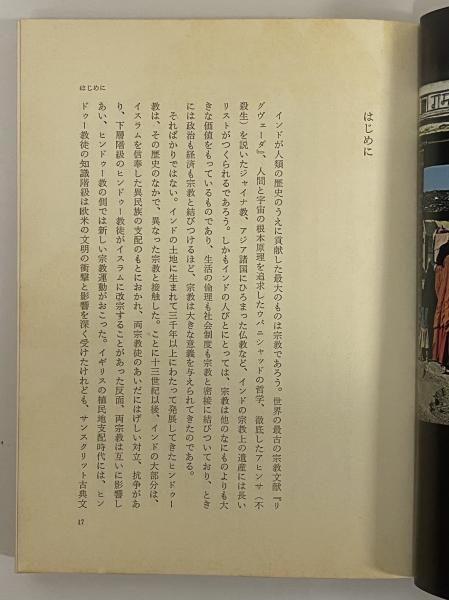 はじめに
はじめに
インドが人類の歴史のうえに貢献した最大のものは宗教であろう。世界の最古の宗教文献『リ
グヴェーダ』、人間と宇宙の根本原理を追求したウパニシャッドの哲学、徹底したアヒンサ（不
殺生）を説いたジャイナ教、アジア諸国にひろまった仏教など、インドの宗教上の遺産には長い
リストがつくられるであろう。しかもインドの人びとにとっては、宗教は他のなにものよりも大
きな価値をもっているものであり、生活の倫理も社会制度も宗教と密接に結びついており、とき
には政治も経済も宗教と結びつけるほど、宗教は大きな意義を与えられてきたのである。
そればかりではない。インドの土地に生まれて三千年以上にわたって発展してきたヒンドゥー
教は、その歴史のなかで、異なった宗教と接触した。ことに十三世紀以後、インドの大部分は、
イスラムを信奉した異民族の支配のもとにおかれ、両宗教徒のあいだにはげしい対立、抗争があ
り、下層階級のヒンドゥー教徒がイスラムに改宗することがあった反面、両宗教は互いに影響し
あい、ヒンドゥー教の側では新しい宗教運動がおこった。イギリスの植民地支配時代には、ヒン
ドゥー教徒の知識階級は欧米の文明の衝撃と影響を深く受けたけれども、サンスクリット古典文
17